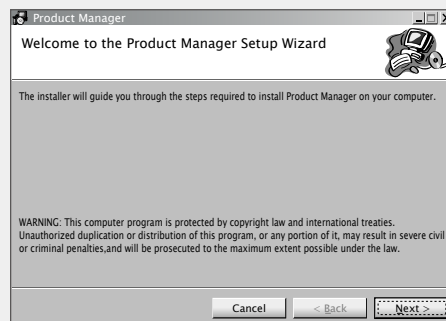 Product Manager
Welcome to the Product Manager Setup Wizard
The installer will guide you through the steps required to install Product Manager on your computer.
WARNING: This computer program is protected by copyright law and international treaties.
Unauthorized duplication or distribution of this program, or any portion of it, may result in severe civil
or criminal penalties,and will be prosecuted to the maximum extent possible under the law.
Cancel
< Back
Next >